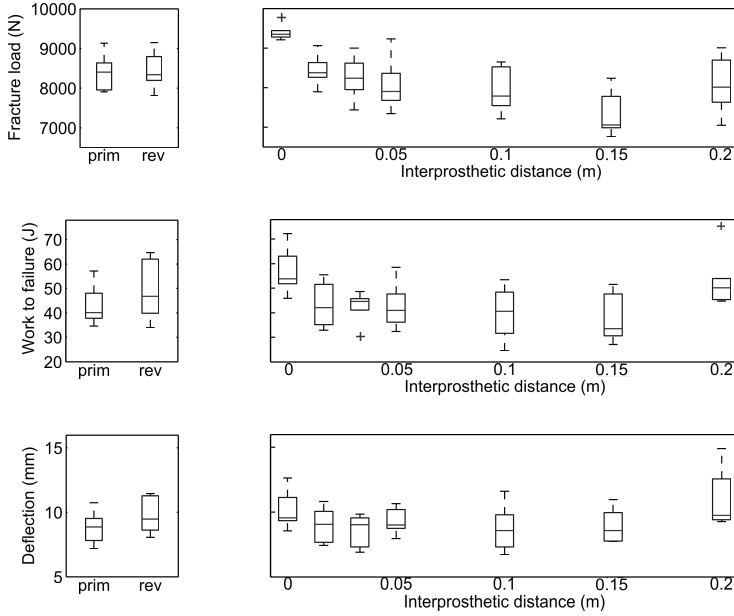 Fracture load (N)
10000
9000
8000
7000
prim rev
0 0.05 0.1 0.15 0.2
Interprosthetic distance (m)
Work to failure (J)
70
60
50
40
30
20
prim rev
0 0.05 0.1 0.15 0.2
Interprosthetic distance (m)
Deflection (mm)
15
10
5
prim rev
0 0.05 0.1 0.15 0.2
Interprosthetic distance (m)